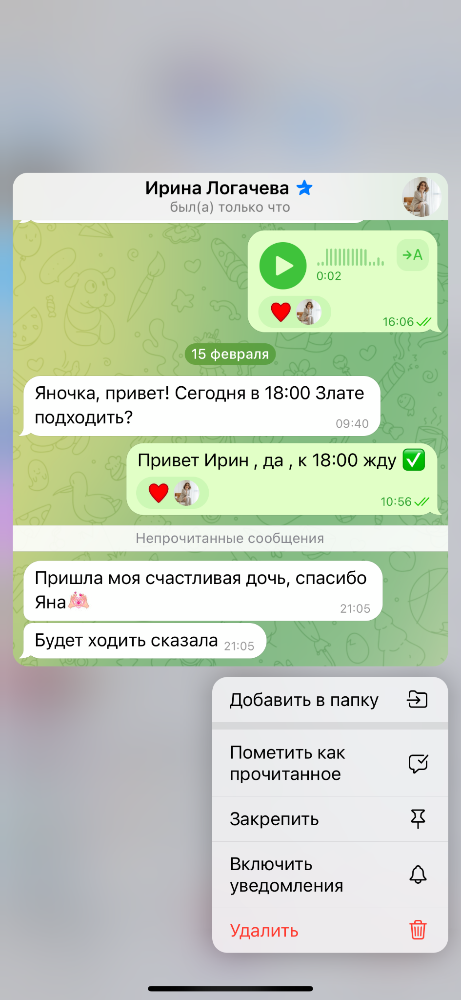 Ирина Логачева
был(а) только что
0:02
→A
16:06
15 февраля
Яночка, привет! Сегодня в 18:00 Злате
подходить?
09:40
Привет Ирин , да , к 18:00 жду ✅
10:56
Непрочитанные сообщения
Пришла моя счастливая дочь, спасибо
Яна
21:05
Будет ходить сказала 21:05
Добавить в папку
Пометить как
прочитанное
Закрепить
Включить
уведомления
Удалить